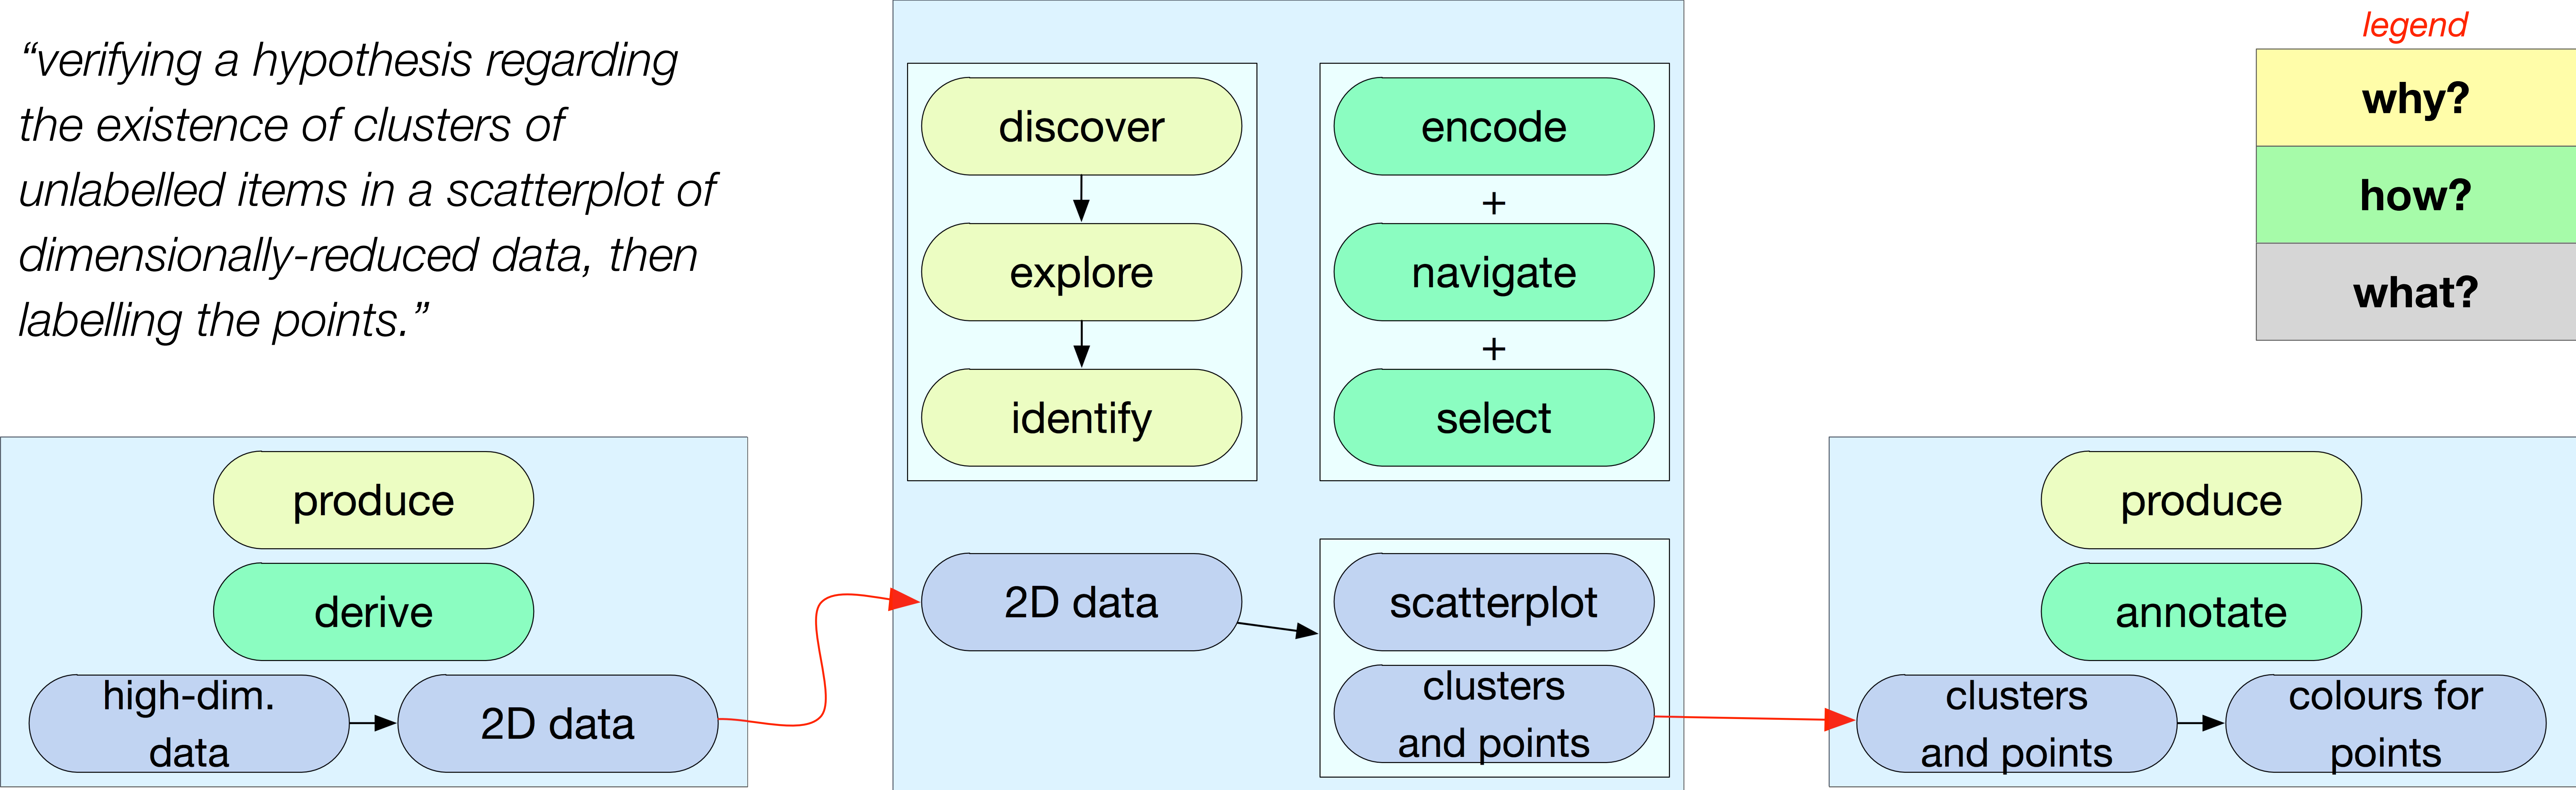 “verifying a hypothesis regarding
the existence of clusters of
unlabelled items in a scatterplot of
dimensionally-reduced data, then
labelling the points.”
produce
derive
high-dim.
data
2D data
discover
explore
identify
encode
+
navigate
+
select
2D data
scatterplot
clusters
and points
legend
why?
how?
what?
produce
annotate
clusters
and points
colours for
points